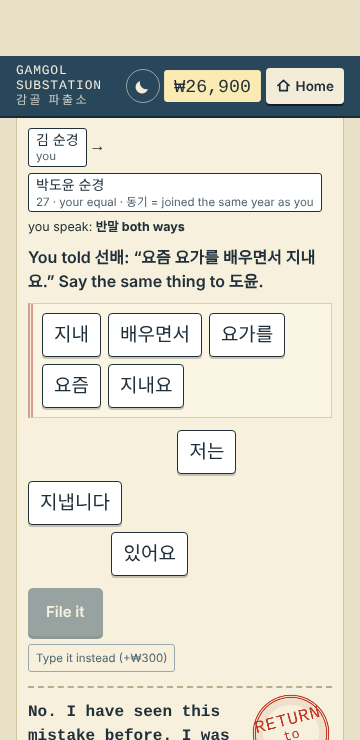 GAMGOL
SUBSTATION
감골 파출소
₩26,900
Home
김 순경
you
→
박도윤 순경
27 · your equal · 동기 = joined the same year as you
you speak: 반말 both ways
You told 선배: “요즘 요가를 배우면서 지내
요.” Say the same thing to 도윤.
지내
배우면서
요가를
요즘
지내요
저는
지냅니다
있어요
File it
Type it instead (+₩300)
No. I have seen this
mistake before. You was
RETURN
to